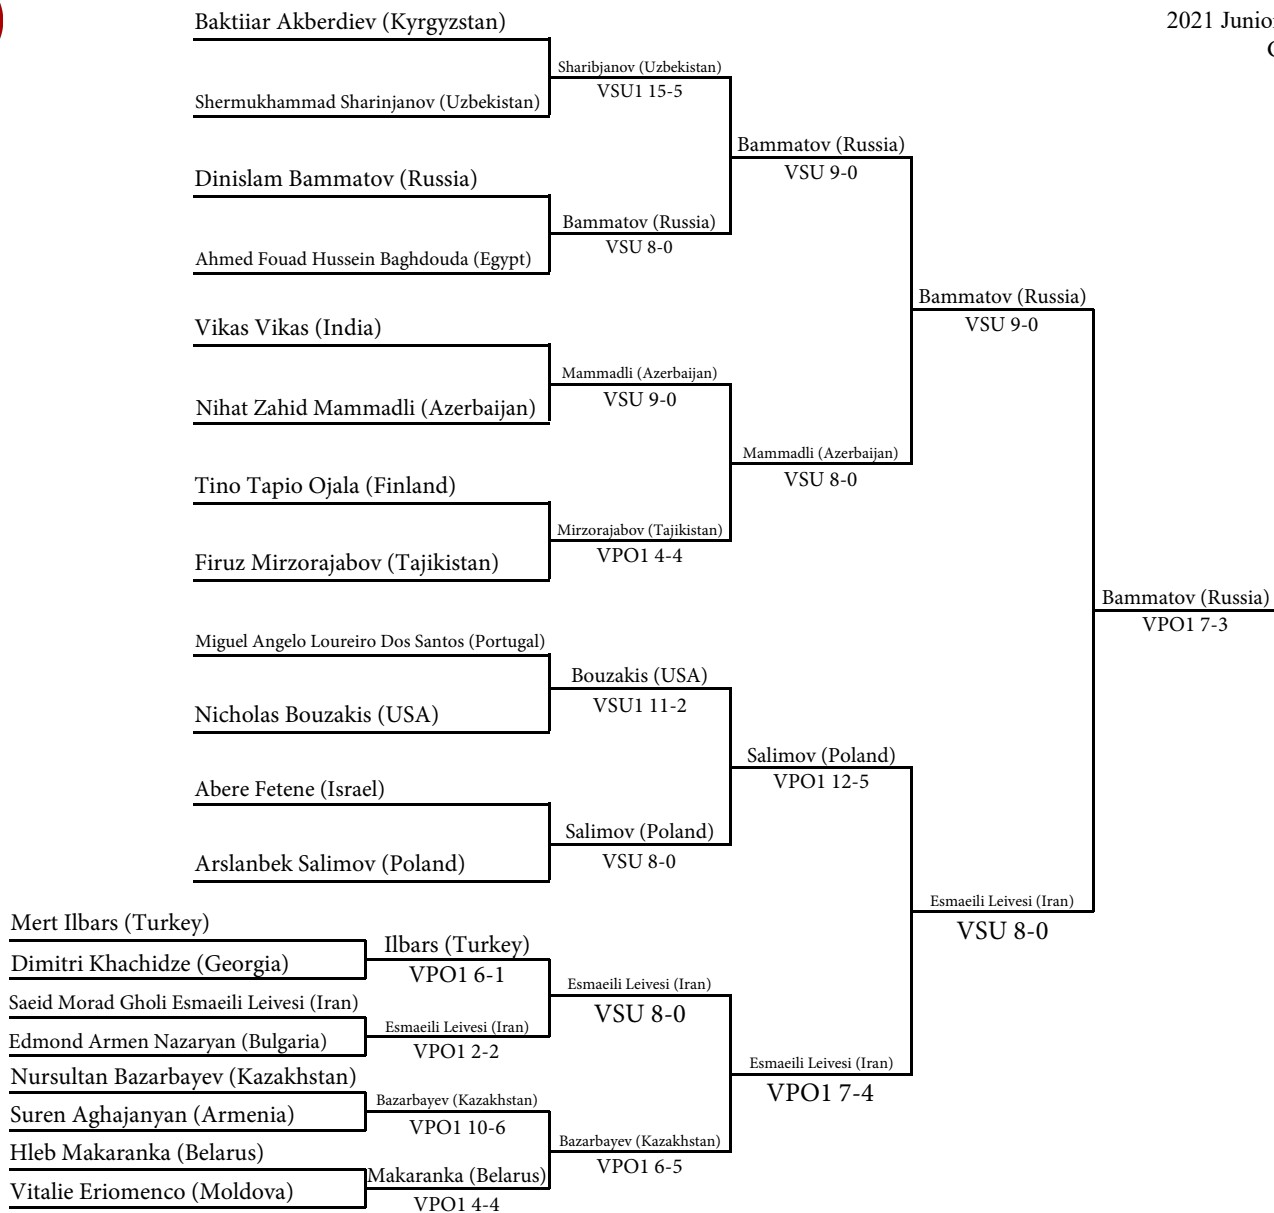 Baktiiar Akberdiev (Kyrgyzstan)
2021 Junior
Sharibjanov (Uzbekistan)
VSU1 15-5
Shermukhammad Sharinjanov (Uzbekistan)
Bammatov (Russia)
VSU 9-0
Dinislam Bammatov (Russia)
Bammatov (Russia)
VSU 8-0
Ahmed Fouad Hussein Baghdouda (Egypt)
Bammatov (Russia)
VSU 9-0
Vikas Vikas (India)
Mammadli (Azerbaijan)
VSU 9-0
Nihat Zahid Mammadli (Azerbaijan)
Mammadli (Azerbaijan)
VSU 8-0
Tino Tapio Ojala (Finland)
Mirzorajabov (Tajikistan)
VPO1 4-4
Firuz Mirzorajabov (Tajikistan)
Bammatov (Russia)
VPO1 7-3
Miguel Angelo Loureiro Dos Santos (Portugal)
Bouzakis (USA)
VSU1 11-2
Nicholas Bouzakis (USA)
Salimov (Poland)
VPO1 12-5
Abere Fetene (Israel)
Salimov (Poland)
VSU 8-0
Arslanbek Salimov (Poland)
Esmaeili Leivesi (Iran)
VSU 8-0
Mert Ilbars (Turkey)
Ilbars (Turkey)
VPO1 6-1
Dimitri Khachidze (Georgia)
Esmaeili Leivesi (Iran)
VSU 8-0
Saeid Morad Gholi Esmaeili Leivesi (Iran)
Esmaeili Leivesi (Iran)
VPO1 2-2
Edmond Armen Nazaryan (Bulgaria)
Esmaeili Leivesi (Iran)
VPO1 7-4
Nursultan Bazarbayev (Kazakhstan)
Bazarbayev (Kazakhstan)
VPO1 10-6
Suren Aghajanyan (Armenia)
Bazarbayev (Kazakhstan)
VPO1 6-5
Hleb Makaranka (Belarus)
Makaranka (Belarus)
VPO1 4-4
Vitalie Eriomenco (Moldova)